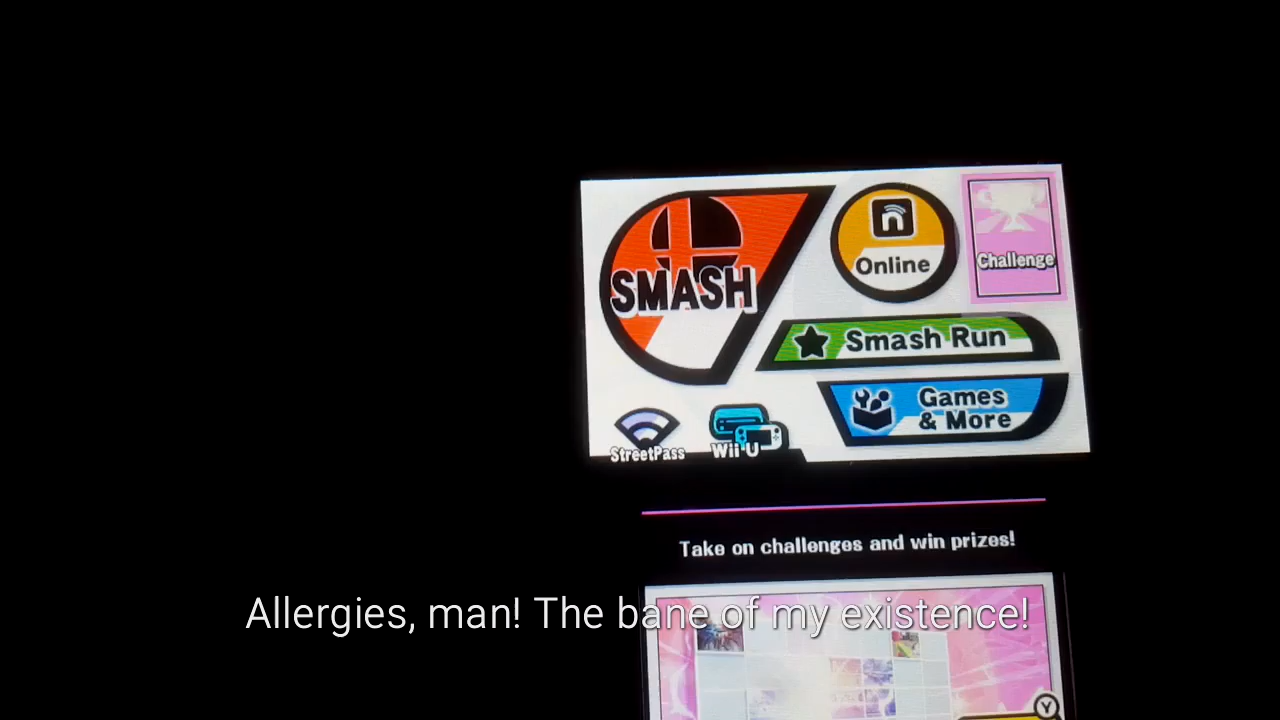 SMASH
Online
Challenge
Smash Run
Games
& More
StreetPass
Wii U
Take on challenges and win prizes!
Allergies, man! The bane of my existence!
Y